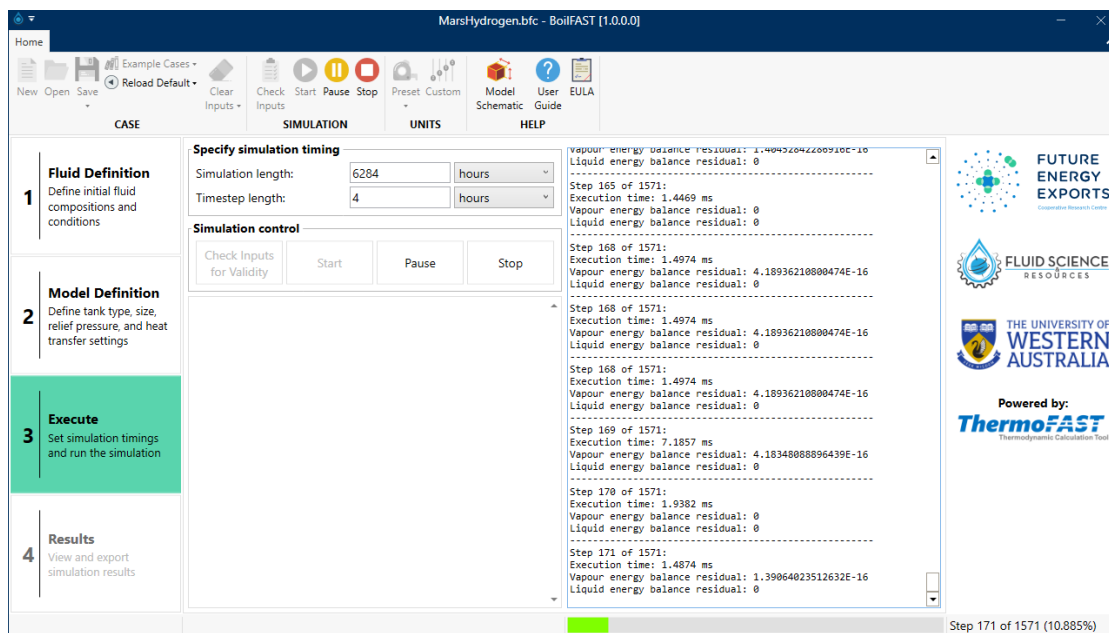 MarsHydrogen.bfc - BoilFAST [1.0.0.0]
Home
New
Open
Save
Example Cases
Reload Default
Clear Inputs
Check Inputs
Start
Pause
Stop
Preset
Custom
Model Schematic
User Guide
EULA
CASE
SIMULATION
UNITS
HELP
1
Fluid Definition
Define initial fluid
compositions and
conditions
2
Model Definition
Define tank type, size,
relief pressure, and heat
transfer settings
3
Execute
Set simulation timings
and run the simulation
4
Results
View and export
simulation results
Specify simulation timing
Simulation length: 6284 hours
Timestep length: 4 hours
Simulation control
Check Inputs
for Validity
Start
Pause
Stop
Vapour energy balance residual: 1.40452842286916E-16
Liquid energy balance residual: 0
--------------------------------------------------
Step 165 of 1571:
Execution time: 1.4469 ms
Vapour energy balance residual: 0
Liquid energy balance residual: 0
--------------------------------------------------
Step 168 of 1571:
Execution time: 1.4974 ms
Vapour energy balance residual: 4.18936210800474E-16
Liquid energy balance residual: 0
--------------------------------------------------
Step 168 of 1571:
Execution time: 1.4974 ms
Vapour energy balance residual: 4.18936210800474E-16
Liquid energy balance residual: 0
--------------------------------------------------
Step 168 of 1571:
Execution time: 1.4974 ms
Vapour energy balance residual: 4.18936210800474E-16
Liquid energy balance residual: 0
--------------------------------------------------
Step 169 of 1571:
Execution time: 7.1857 ms
Vapour energy balance residual: 4.18348088896439E-16
Liquid energy balance residual: 0
--------------------------------------------------
Step 170 of 1571:
Execution time: 1.9382 ms
Vapour energy balance residual: 0
Liquid energy balance residual: 0
--------------------------------------------------
Step 171 of 1571:
Execution time: 1.4874 ms
Vapour energy balance residual: 1.39064023512632E-16
Liquid energy balance residual: 0
FUTURE
ENERGY
EXPORTS
Cooperative Research Centre
FLUID SCIENCE
RESOURCES
THE UNIVERSITY OF
WESTERN
AUSTRALIA
Powered by:
ThermoFAST
Thermodynamic Calculation Tool
Step 171 of 1571 (10.885%)